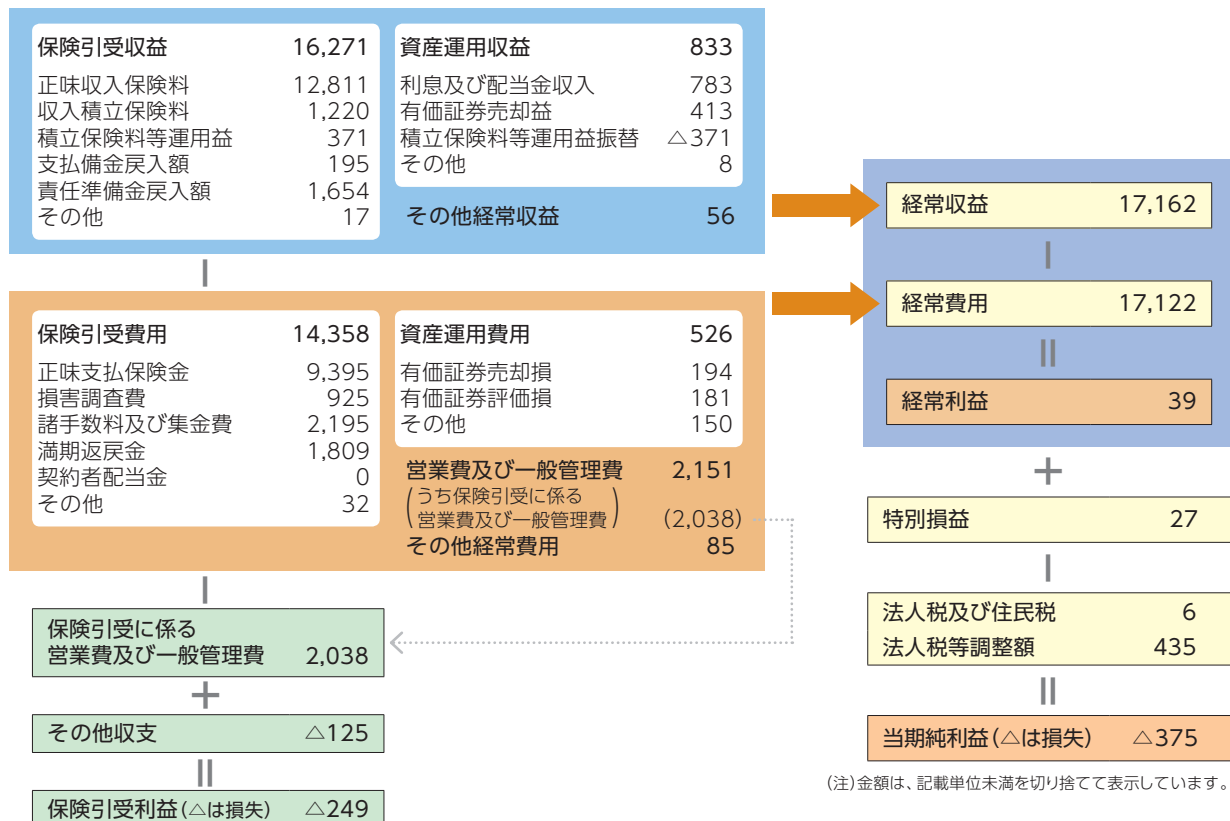 保険引受収益 16,271
正味収入保険料 12,811
収入積立保険料 1,220
積立保険料等運用益 371
支払備金戻入額 195
責任準備金戻入額 1,654
その他 17
資産運用収益 833
利息及び配当金収入 783
有価証券売却益 413
積立保険料等運用益振替 △371
その他 8
その他経常収益 56
−
保険引受費用 14,358
正味支払保険金 9,395
損害調査費 925
諸手数料及び集金費 2,195
満期返戻金 1,809
契約者配当金 0
その他 32
資産運用費用 526
有価証券売却損 194
有価証券評価損 181
その他 150
営業費及び一般管理費 2,151
(うち保険引受に係る
営業費及び一般管理費) (2,038)
その他経常費用 85
−
保険引受に係る
営業費及び一般管理費 2,038
+
その他収支 △125
=
保険引受利益(△は損失) △249
経常収益 17,162
−
経常費用 17,122
=
経常利益 39
+
特別損益 27
−
法人税及び住民税 6
法人税等調整額 435
=
当期純利益(△は損失) △375
(注)金額は、記載単位未満を切り捨てて表示しています。